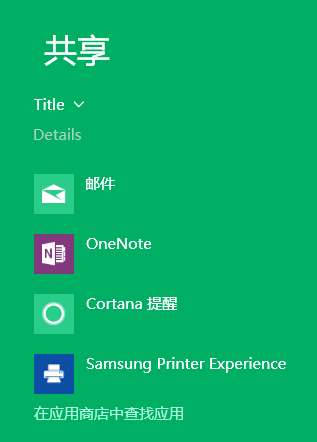 共享
Title
Details
邮件
OneNote
Cortana 提醒
Samsung Printer Experience
在应用商店中查找应用